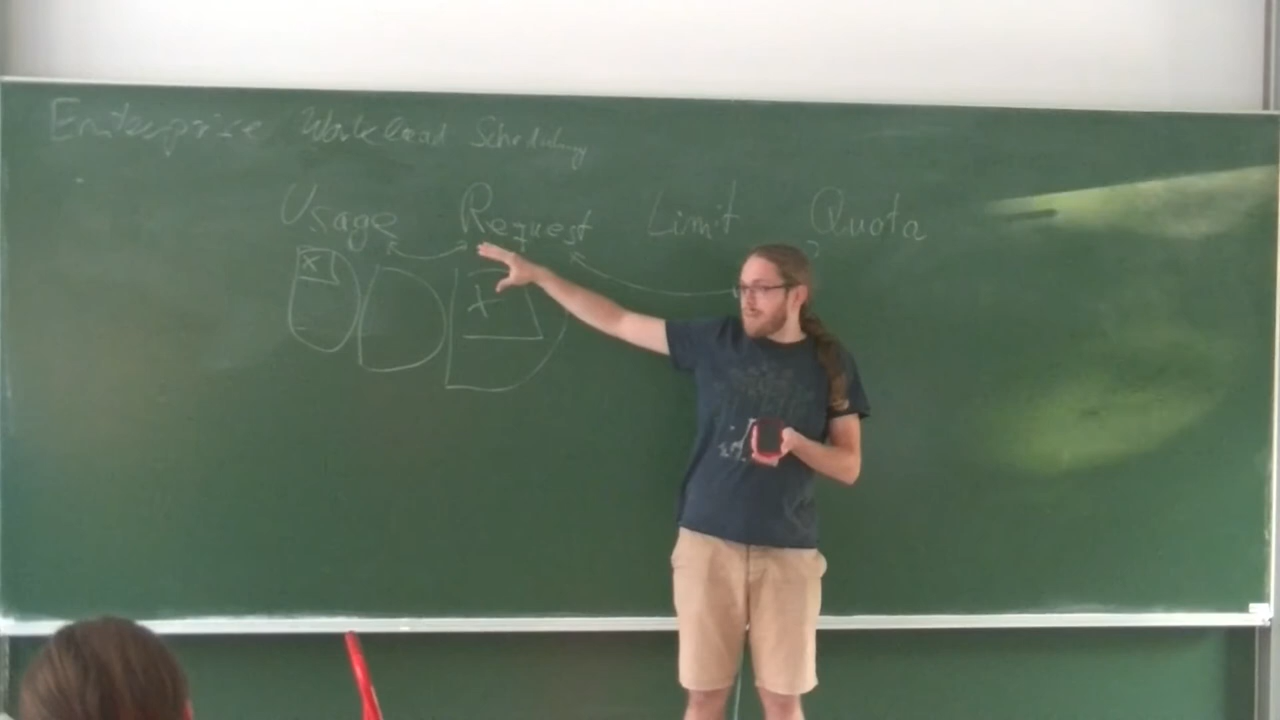 Enterprise Workload Scheduling
Usage Request Limit Quota
x
x